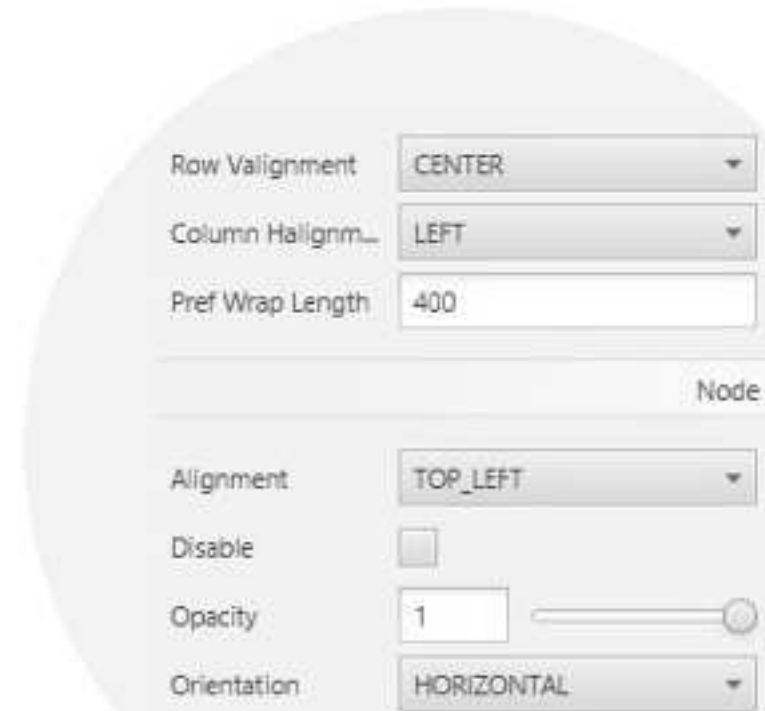 Row Valignment CENTER
Column Halignm... LEFT
Pref Wrap Length 400
Node
Alignment TOP_LEFT
Disable
Opacity 1
Orientation HORIZONTAL